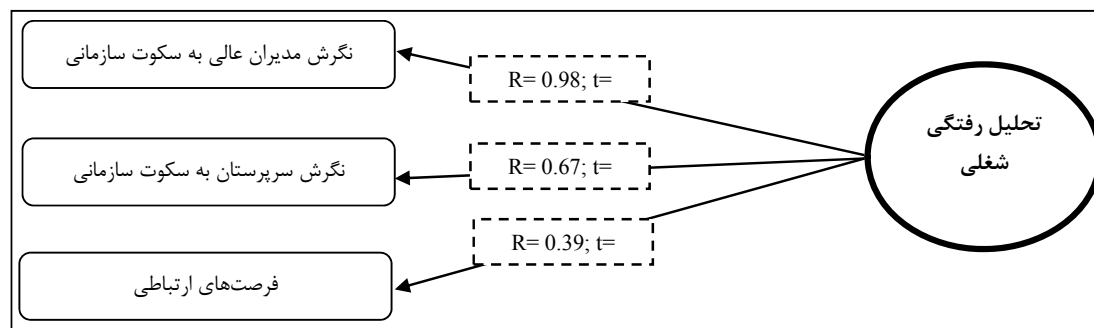 نگرش مدیران عالی به سکوت سازمانی
R= 0.98; t=
تحلیل رفتگی
شغلی
نگرش سرپرستان به سکوت سازمانی
R= 0.67; t=
R= 0.39; t=
فرصت‌های ارتباطی